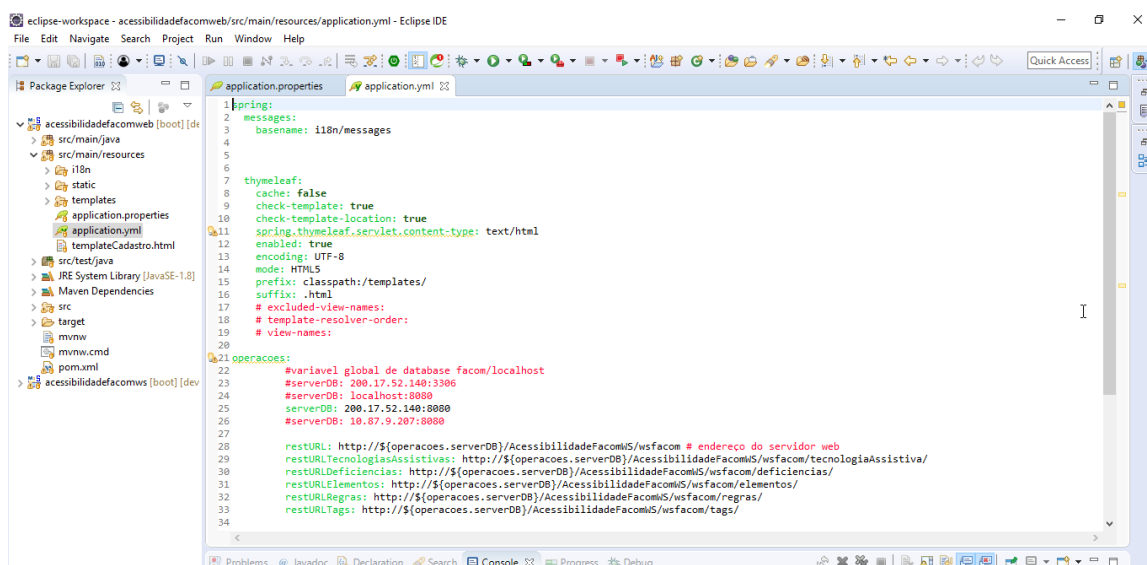 eclipse-workspace - acessibilidadefacomweb/src/main/resources/application.yml - Eclipse IDE
File Edit Navigate Search Project Run Window Help
Quick Access
Package Explorer
acessibilidadefacomweb [boot] [de
src/main/java
src/main/resources
i18n
static
templates
application.properties
application.yml
templateCadastro.html
src/test/java
JRE System Library [JavaSE-1.8]
Maven Dependencies
src
target
mvnw
mvnw.cmd
pom.xml
acessibilidadefacomws [boot] [dev
application.properties
application.yml
1 spring:
2 messages:
3 basename: i18n/messages
4
5
6
7 thymeleaf:
8 cache: false
9 check-template: true
10 check-template-location: true
11 spring.thymeleaf.servlet.content-type: text/html
12 enabled: true
13 encoding: UTF-8
14 mode: HTML5
15 prefix: classpath:/templates/
16 suffix: .html
17 # excluded-view-names:
18 # template-resolver-order:
19 # view-names:
20
21 operacoes:
22 #variavel global de database facom/localhost
23 #serverDB: 200.17.52.140:3306
24 #serverDB: localhost:8080
25 serverDB: 200.17.52.140:8080
26 #serverDB: 10.87.9.207:8080
27
28 restURL: http://${operacoes.serverDB}/AcessibilidadeFacomWS/wsfacom # endereço do servidor web
29 restURLTecnologiasAssistivas: http://${operacoes.serverDB}/AcessibilidadeFacomWS/wsfacom/tecnologiaAssistiva/
30 restURLDeficiencias: http://${operacoes.serverDB}/AcessibilidadeFacomWS/wsfacom/deficiencias/
31 restURLElementos: http://${operacoes.serverDB}/AcessibilidadeFacomWS/wsfacom/elementos/
32 restURLRegras: http://${operacoes.serverDB}/AcessibilidadeFacomWS/wsfacom/regras/
33 restURLTags: http://${operacoes.serverDB}/AcessibilidadeFacomWS/wsfacom/tags/
34
Problems @ Javadoc Declaration Search Console Progress Debug